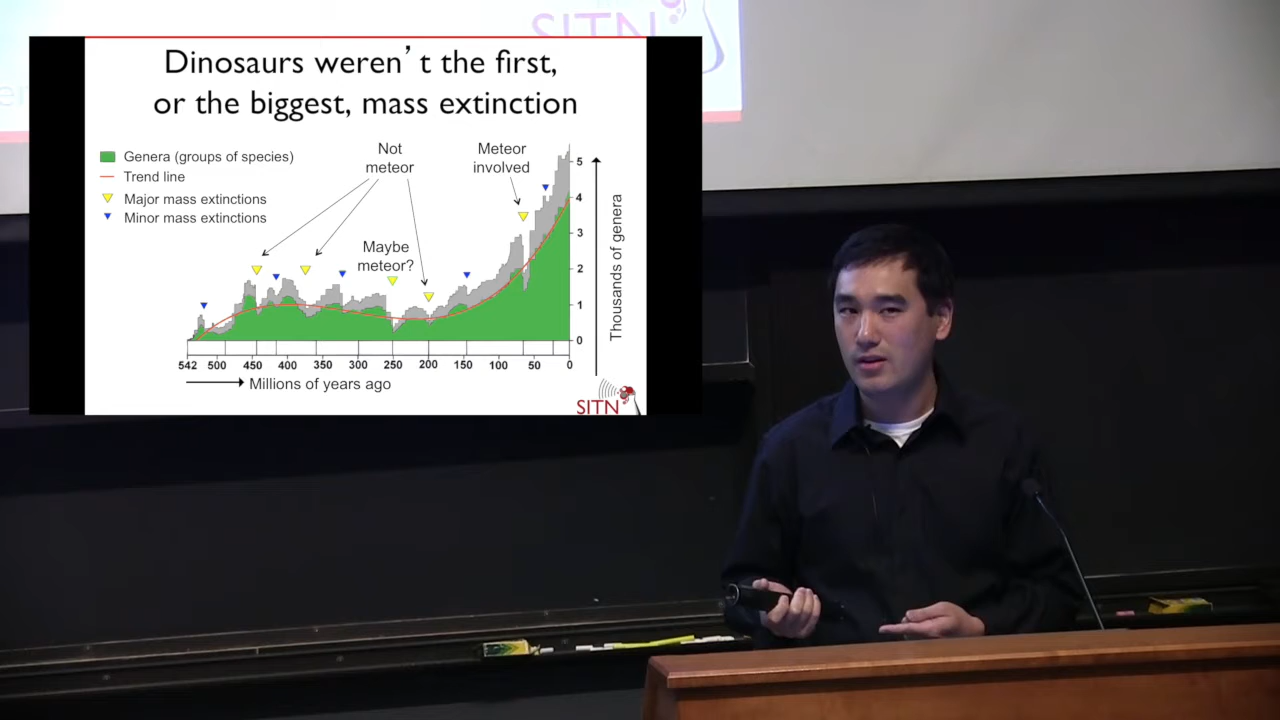 SITN
Dinosaurs weren’ t the first,
or the biggest, mass extinction
Genera (groups of species)
Trend line
Major mass extinctions
Minor mass extinctions
Not
meteor
Meteor
involved
Maybe
meteor?
5
4
3
2
1
0
Thousands of genera
542 500 450 400 350 300 250 200 150 100 50 0
Millions of years ago
SITN